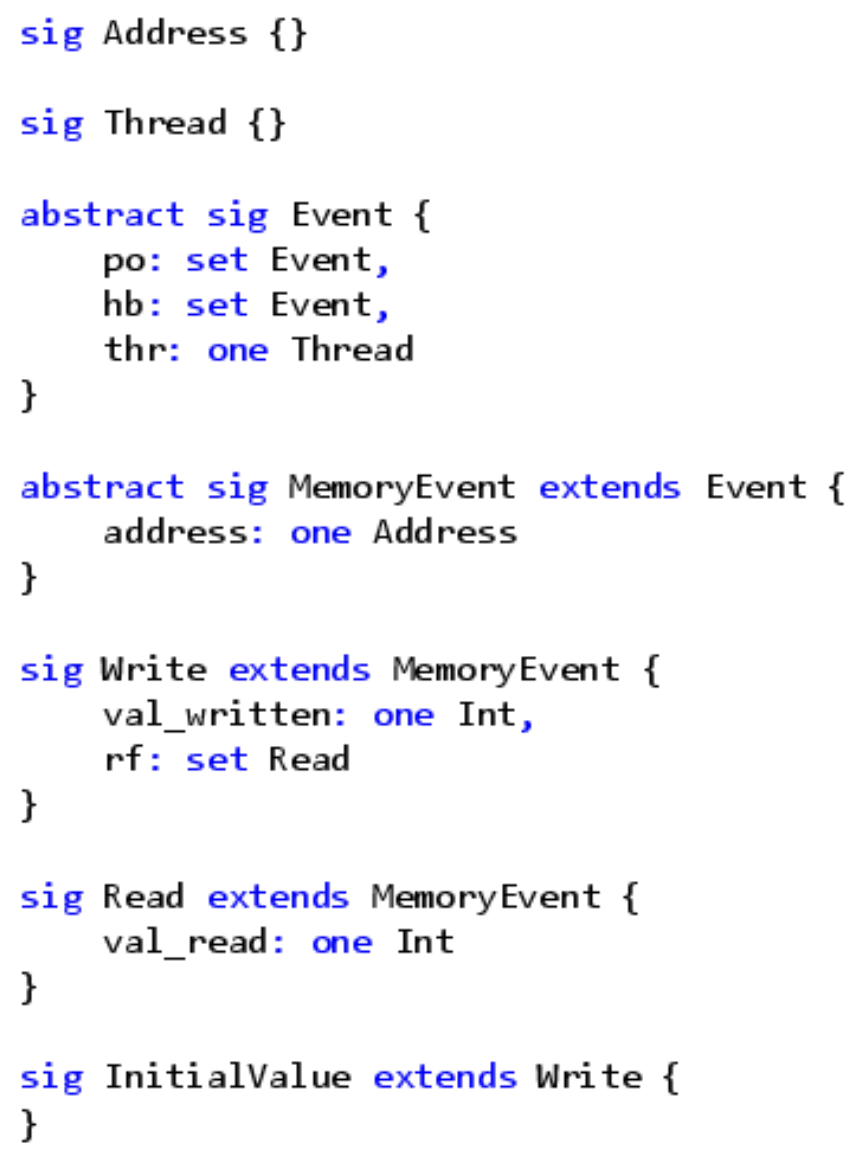 sig Address {}
sig Thread {}
abstract sig Event {
po: set Event,
hb: set Event,
thr: one Thread
}
abstract sig MemoryEvent extends Event {
address: one Address
}
sig Write extends MemoryEvent {
val_written: one Int,
rf: set Read
}
sig Read extends MemoryEvent {
val_read: one Int
}
sig InitialValue extends Write {
}